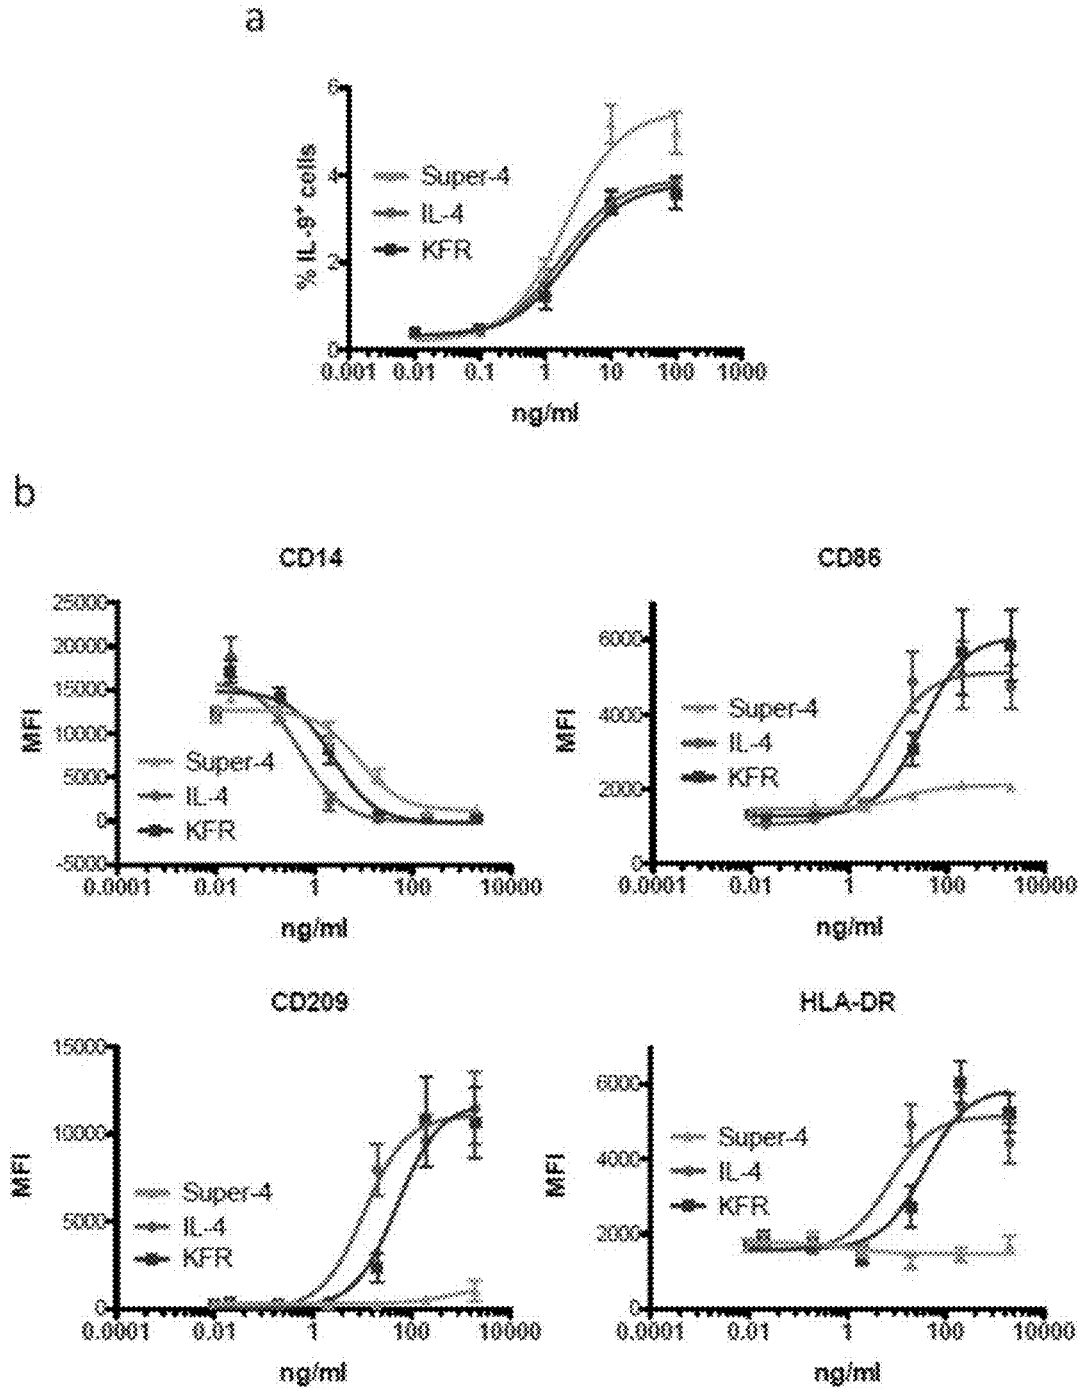 a
6
4
2
0
% IL-9+ cells
Super-4
IL-4
KFR
0.001 0.01 0.1 1 10 100 1000
ng/ml
b
CD14
25000
20000
15000
10000
5000
0
-5000
MFI
Super-4
IL-4
KFR
0.0001 0.01 1 100 10000
ng/ml
CD86
6000
4000
2000
0
MFI
Super-4
IL-4
KFR
0.0001 0.01 1 100 10000
ng/ml
CD209
15000
10000
5000
0
MFI
Super-4
IL-4
KFR
0.0001 0.01 1 100 10000
ng/ml
HLA-DR
6000
4000
2000
0
MFI
Super-4
IL-4
KFR
0.0001 0.01 1 100 10000
ng/ml